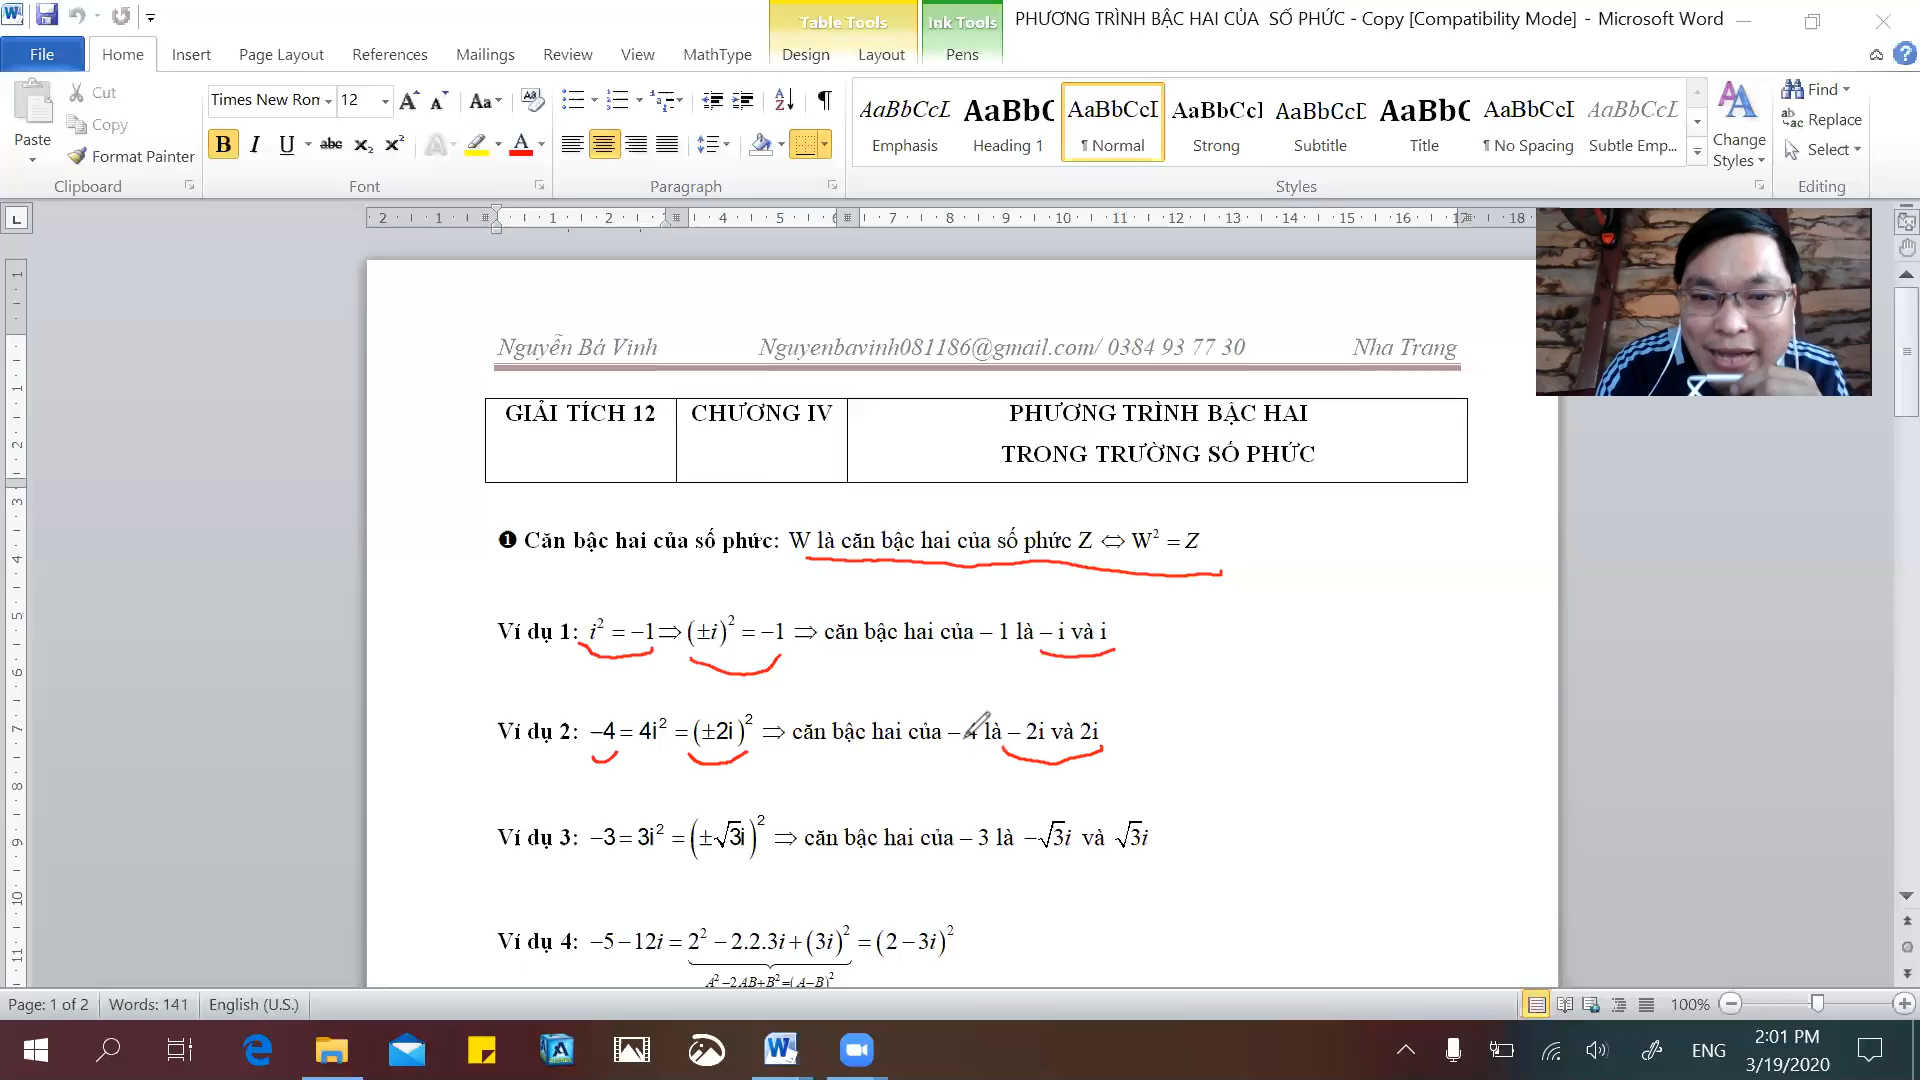 PHƯƠNG TRÌNH BẬC HAI CỦA SỐ PHỨC - Copy [Compatibility Mode] - Microsoft Word
Table Tools
Ink Tools
File Home Insert Page Layout References Mailings Review View MathType Design Layout Pens
Cut
Copy
Format Painter
Paste
Clipboard
Times New Ron 12
Font
Paragraph
AaBbCcL AaBbC AaBbCcI AaBbCcl AaBbCcD AaBbC AaBbCcI AaBbCcL
Emphasis Heading 1 ¶ Normal Strong Subtitle Title ¶ No Spacing Subtle Emp...
Change Styles
Styles
Find
Replace
Select
Editing
Nguyễn Bá Vinh Nguyenbavinh081186@gmail.com/ 0384 93 77 30 Nha Trang
GIẢI TÍCH 12 CHƯƠNG IV PHƯƠNG TRÌNH BẬC HAI
TRONG TRƯỜNG SỐ PHỨC
❶ Căn bậc hai của số phức: W là căn bậc hai của số phức Z ⇔ W² = Z
Ví dụ 1: i² = −1 ⇒ (±i)² = −1 ⇒ căn bậc hai của – 1 là – i và i
Ví dụ 2: −4 = 4i² = (±2i)² ⇒ căn bậc hai của – 4 là – 2i và 2i
Ví dụ 3: −3 = 3i² = (±√3i)² ⇒ căn bậc hai của – 3 là −√3i và √3i
Ví dụ 4: −5 −12i = 2² − 2.2.3i + (3i)² = (2 − 3i)²
A² −2AB+B² =(A−B)²
Page: 1 of 2 Words: 141 English (U.S.) 100%
ENG
2:01 PM
3/19/2020